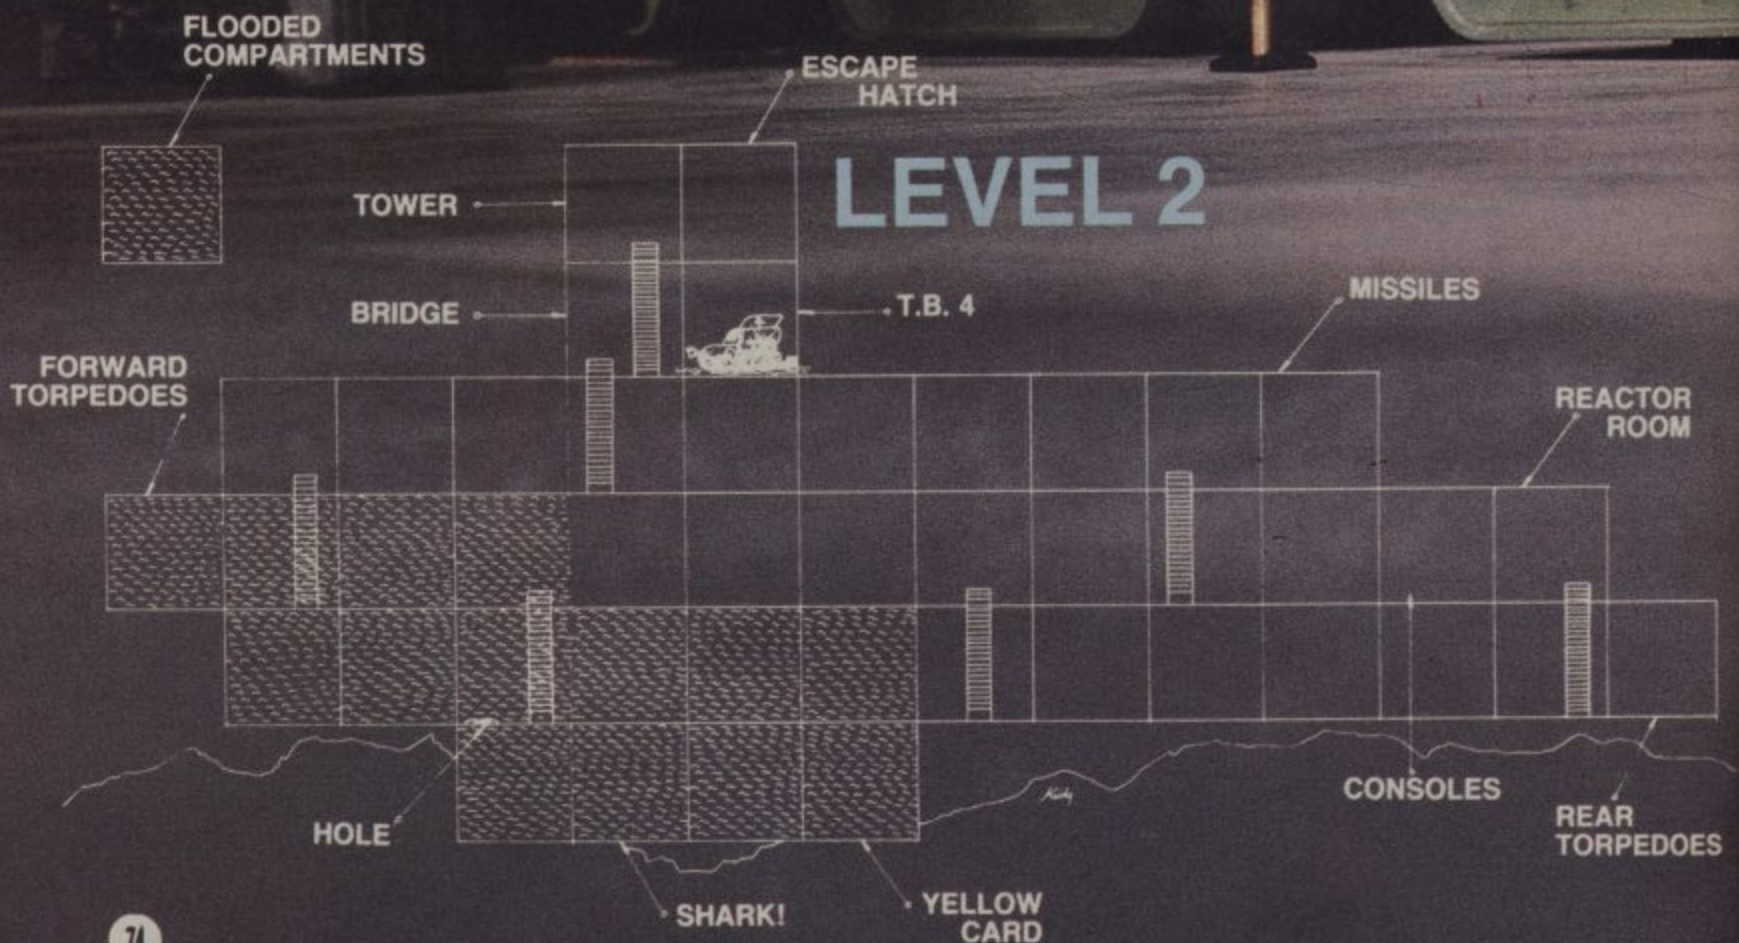 FLOODED
COMPARTMENTS
ESCAPE
HATCH
LEVEL 2
TOWER
BRIDGE
T.B. 4
MISSILES
FORWARD
TORPEDOES
REACTOR
ROOM
HOLE
CONSOLES
REAR
TORPEDOES
SHARK!
YELLOW
CARD
74